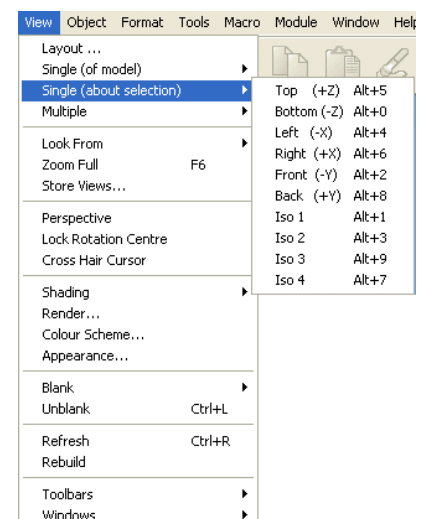 View Object Format Tools Macro Module Window Help
Layout ...
Single (of model)
Single (about selection)
Multiple
Look From
Zoom Full F6
Store Views...
Perspective
Lock Rotation Centre
Cross Hair Cursor
Shading
Render...
Colour Scheme...
Appearance...
Blank
Unblank Ctrl+L
Refresh Ctrl+R
Rebuild
Toolbars
Windows
Top (+Z) Alt+5
Bottom (-Z) Alt+0
Left (-X) Alt+4
Right (+X) Alt+6
Front (-Y) Alt+2
Back (+Y) Alt+8
Iso 1 Alt+1
Iso 2 Alt+3
Iso 3 Alt+9
Iso 4 Alt+7